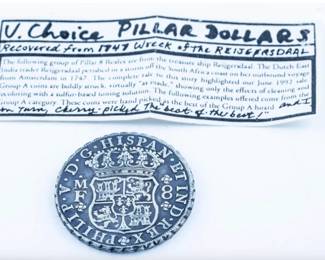 V. Choice PILLAR DOLLARS
Recovered from 1747 Wreck of the REIJGERSDAAL
The following group of Pillar 8 Reales are from the treasure ship Reijgersdaal. The Dutch East
India trader Reijgersdaal perished in a storm off the South Africa coast on her outbound voyage
from Amsterdam in 1747. The complete sale to this story highlighted our June 1992 sale.
Group A coins are boldly struck, virtually "as made," showing only the effects of cleaning and
recoloring with a sulfur-based toning solution. The following examples offered come from the
Group A category. These coins were hand picked as the best of the Group A hoard and I
in turn, cherry-picked "The best of the best!"
PHILIP·V·D·G·HISPAN·ET IND·REX
MF
8